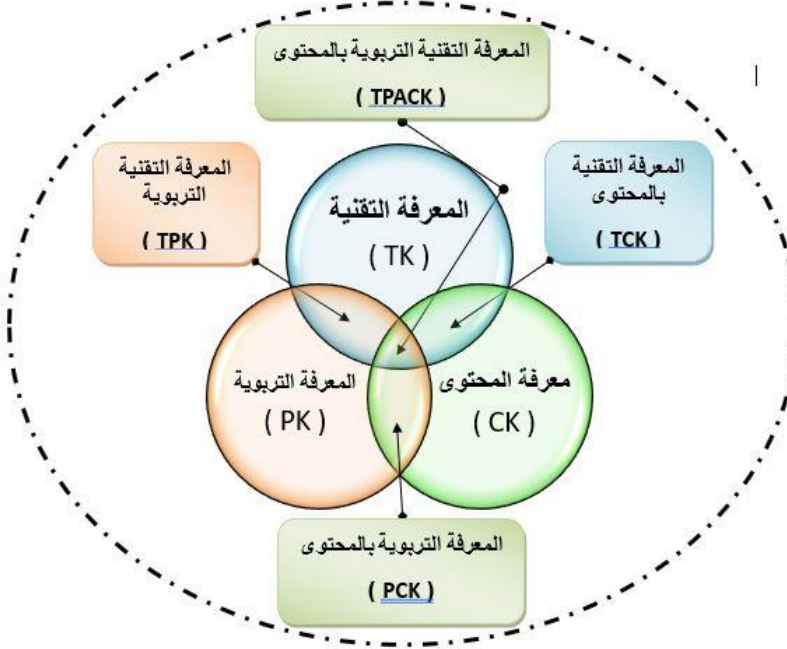 المعرفة التقنية التربوية بالمحتوى
( TPACK )
المعرفة التقنية
التربوية
( TPK )
المعرفة التقنية
بالمحتوى
( TCK )
المعرفة التقنية
( TK )
المعرفة التربوية
( PK )
معرفة المحتوى
( CK )
المعرفة التربوية بالمحتوى
( PCK )